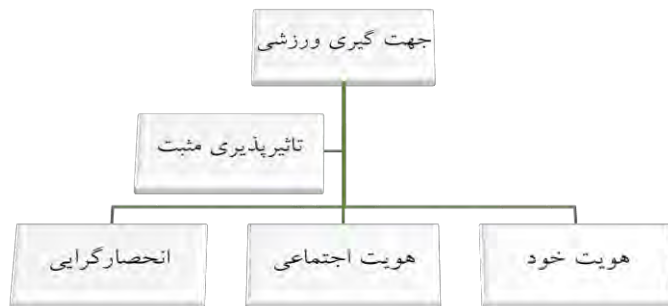 جهت گیری ورزشی
تاثیرپذیری مثبت
هویت خود
هویت اجتماعی
انحصارگرایی